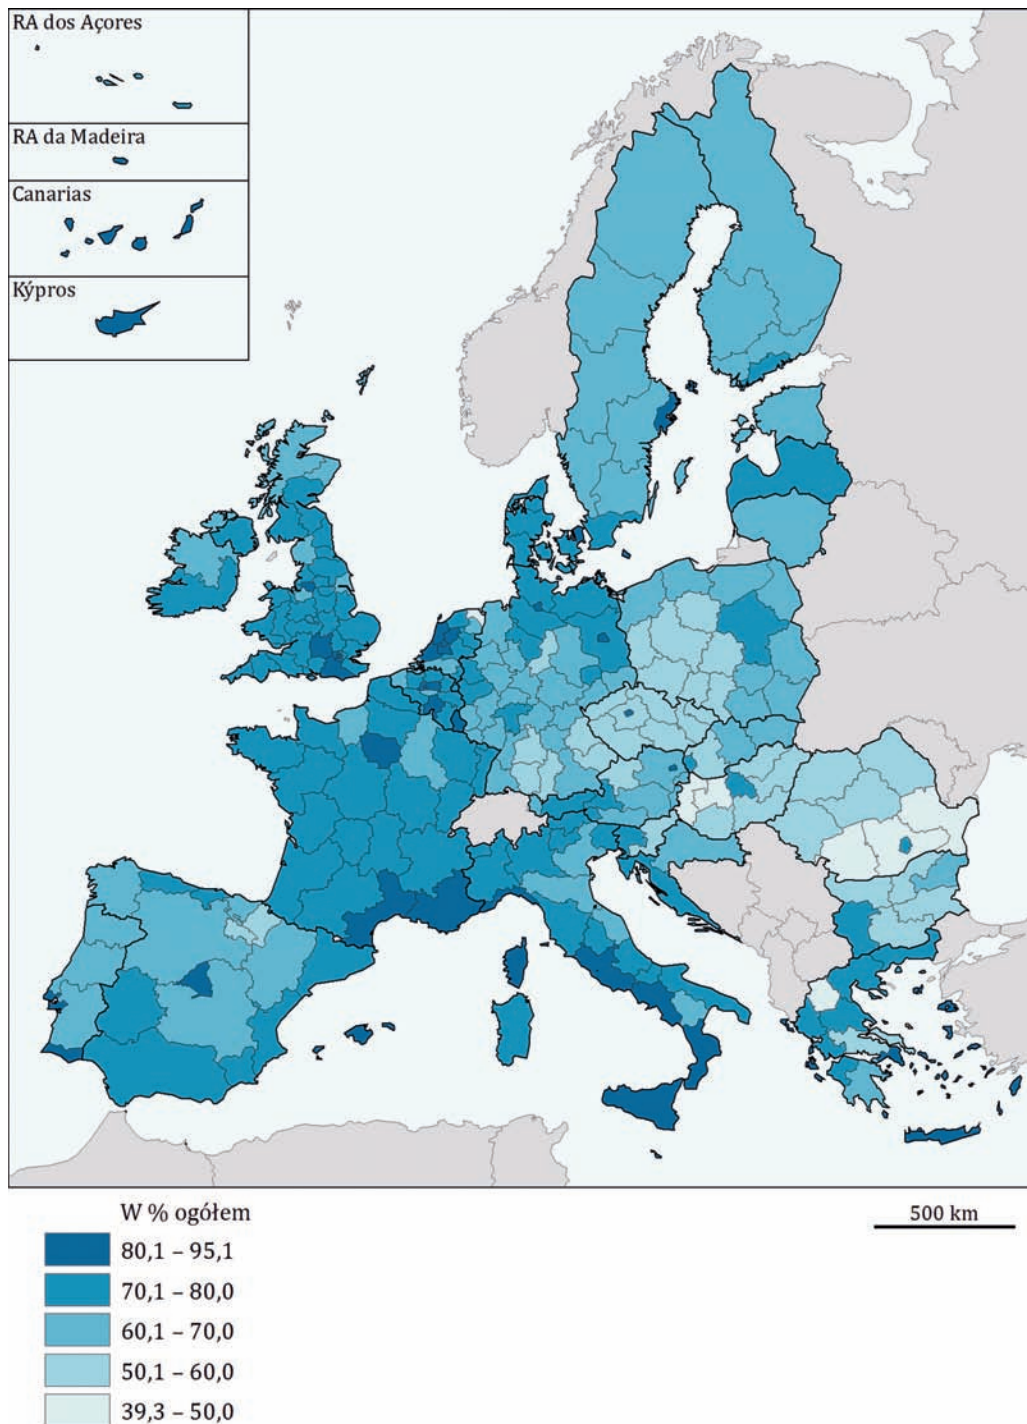 RA dos Açores
RA da Madeira
Canarias
Kýpros
W % ogółem
80,1 – 95,1
70,1 – 80,0
60,1 – 70,0
50,1 – 60,0
39,3 – 50,0
500 km